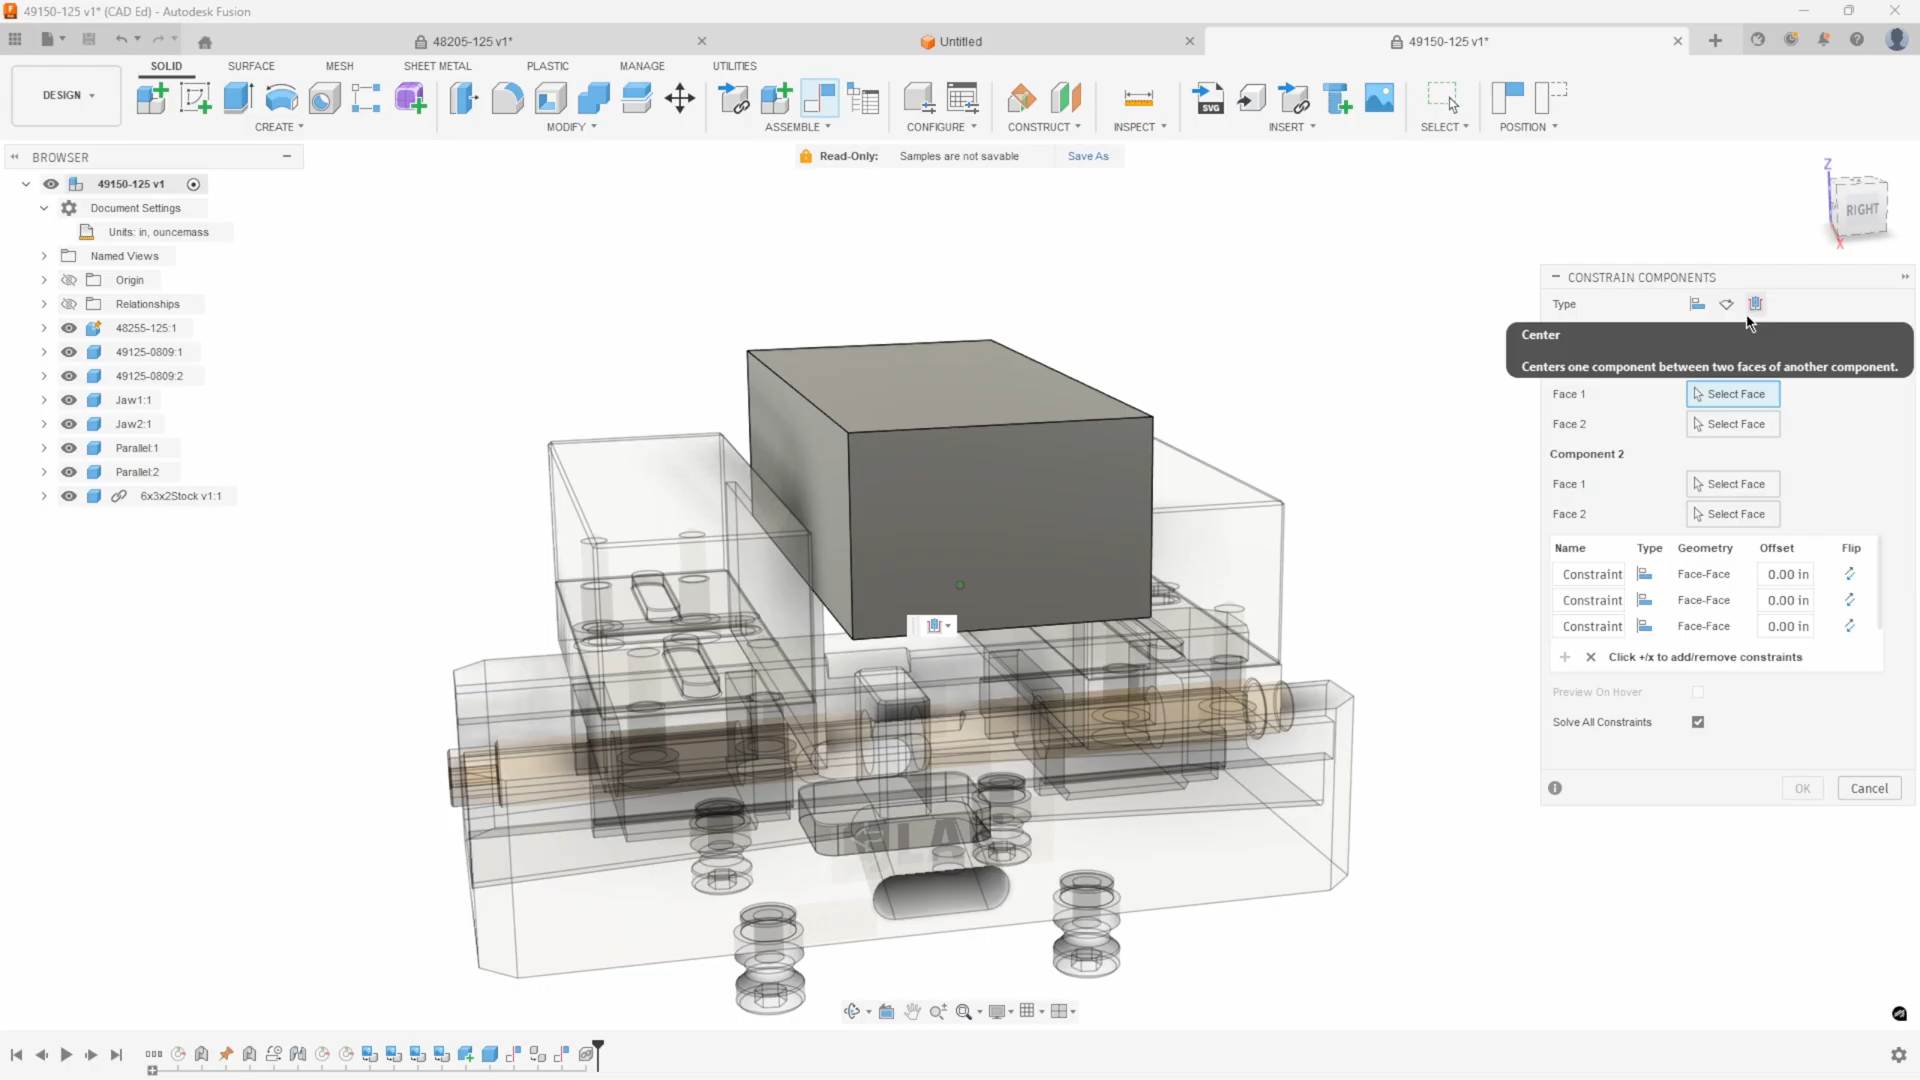 49150-125 v1* (CAD Ed) - Autodesk Fusion
48205-125 v1*
Untitled
49150-125 v1*
DESIGN
SOLID
SURFACE
MESH
SHEET METAL
PLASTIC
MANAGE
UTILITIES
SVG
CREATE
MODIFY
ASSEMBLE
CONFIGURE
CONSTRUCT
INSPECT
INSERT
SELECT
POSITION
BROWSER
Read-Only: Samples are not savable Save As
49150-125 v1
Document Settings
Units: in, ouncemass
Named Views
Origin
Relationships
48255-125:1
49125-0809:1
49125-0809:2
Jaw1:1
Jaw2:1
Parallel:1
Parallel:2
6x3x2Stock v1:1
Z
RIGHT
X
CONSTRAIN COMPONENTS
Type
Center
Centers one component between two faces of another component.
Face 1 Select Face
Face 2 Select Face
Component 2
Face 1 Select Face
Face 2 Select Face
Name Type Geometry Offset Flip
Constraint Face-Face 0.00 in
Constraint Face-Face 0.00 in
Constraint Face-Face 0.00 in
Click +/x to add/remove constraints
Preview On Hover
Solve All Constraints
OK Cancel